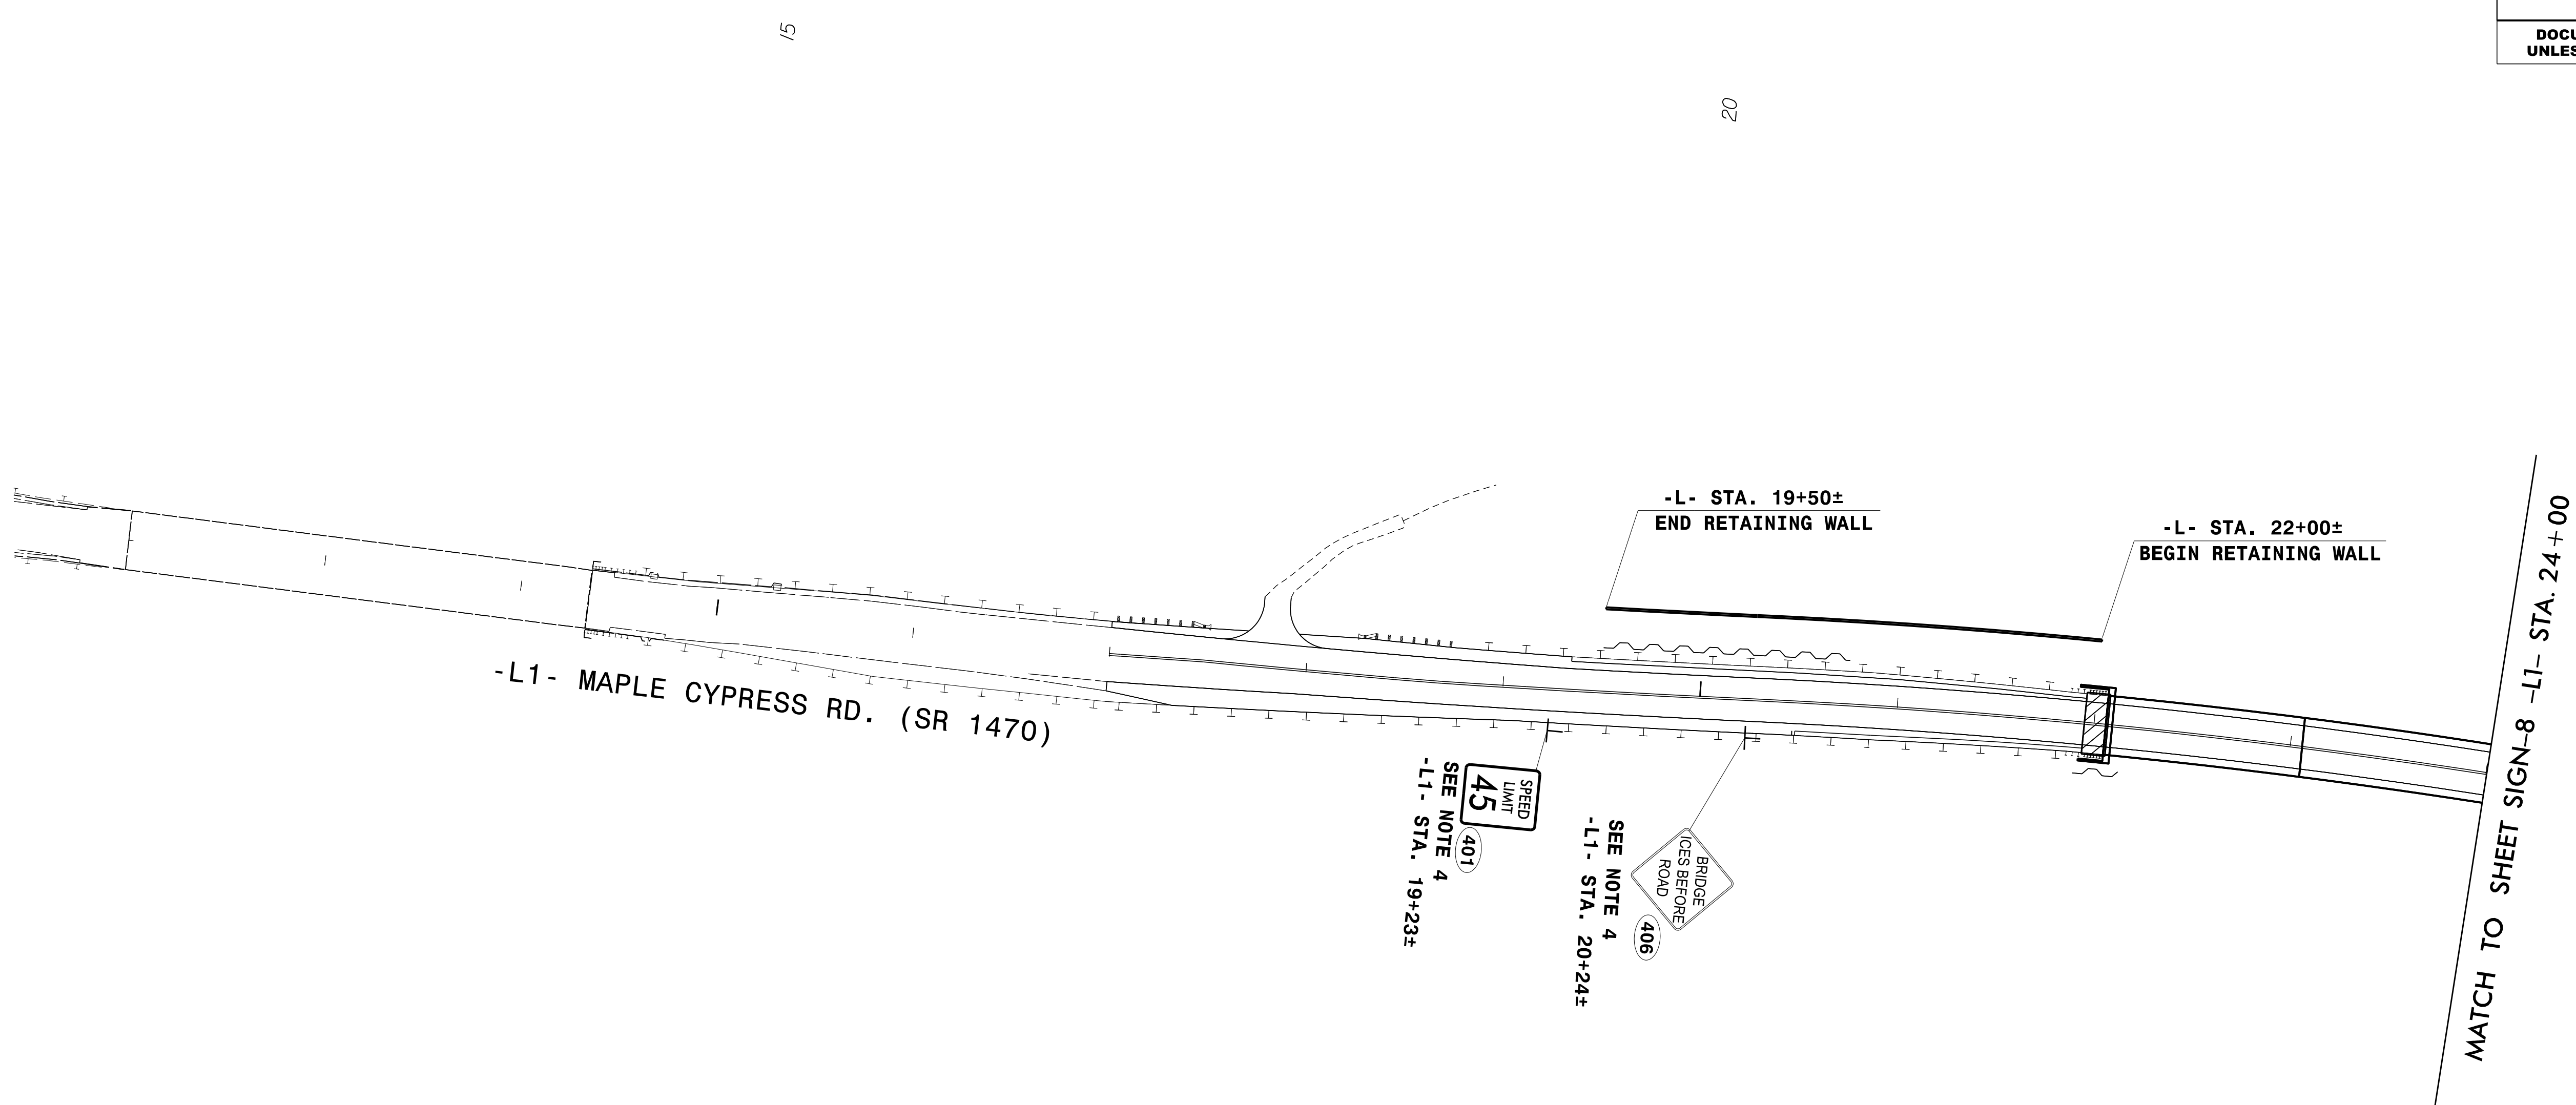 15
20
DOCU
UNLES
-L- STA. 19+50±
END RETAINING WALL
-L- STA. 22+00±
BEGIN RETAINING WALL
-L1- MAPLE CYPRESS RD. (SR 1470)
SPEED
LIMIT
45
401
SEE NOTE 4
-L1- STA. 19+23±
BRIDGE
ICES BEFORE
ROAD
406
SEE NOTE 4
-L1- STA. 20+24±
MATCH TO SHEET SIGN-8 -L1- STA. 24+00